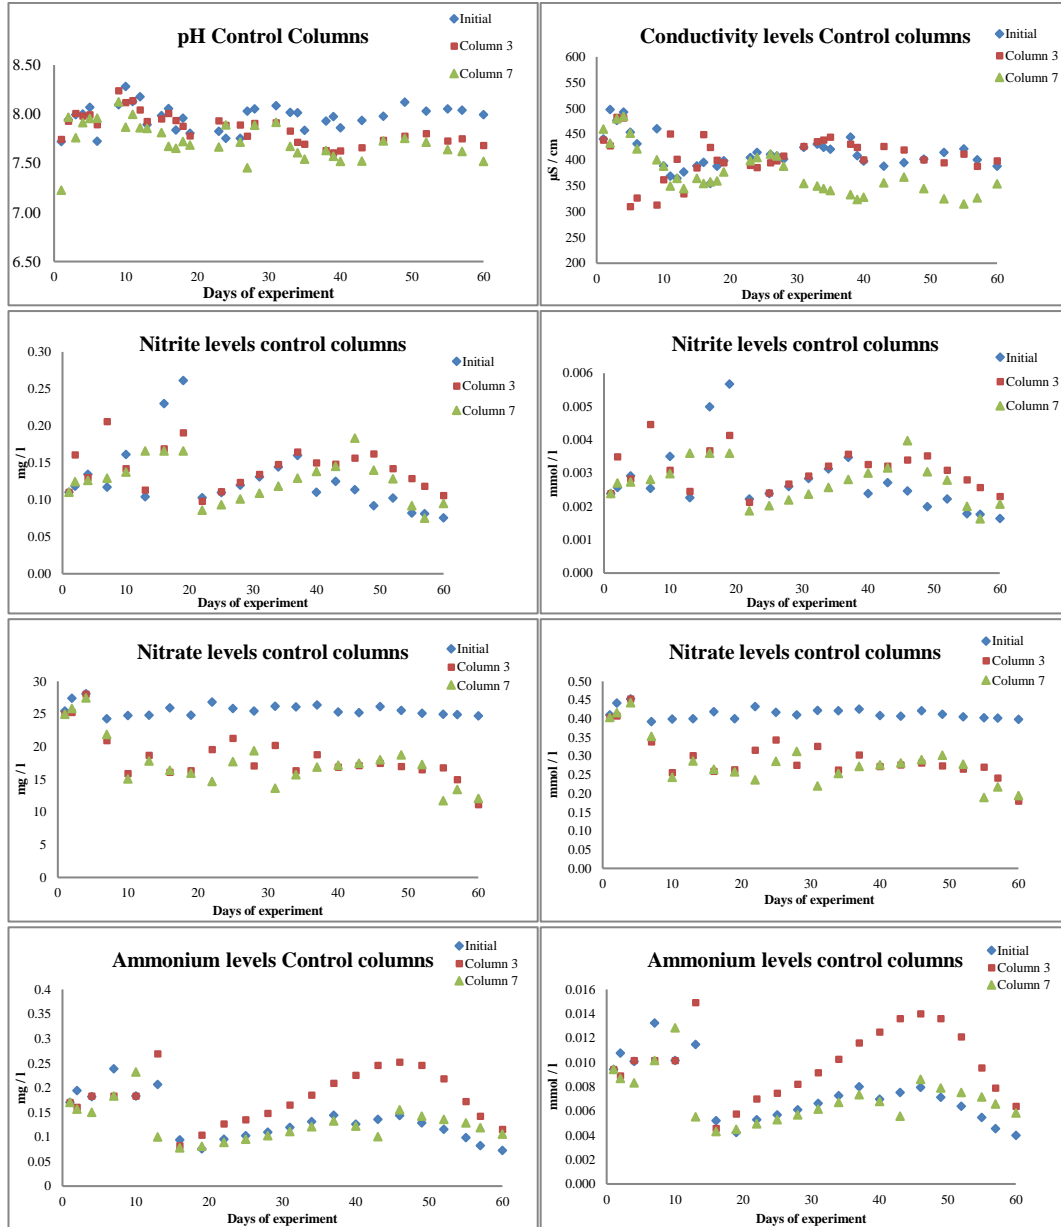 pH Control Columns
Initial
Column 3
Column 7
8.50
8.00
7.50
7.00
6.50
0 10 20 30 40 50 60
Days of experiment
Conductivity levels Control columns
Initial
Column 3
Column 7
µS / cm
600
550
500
450
400
350
300
250
200
0 10 20 30 40 50 60
Days of experiment
Nitrite levels control columns
Initial
Column 3
Column 7
mg / l
0.30
0.25
0.20
0.15
0.10
0.05
0.00
0 10 20 30 40 50 60
Days of experiment
Nitrite levels control columns
Initial
Column 3
Column 7
mmol / l
0.006
0.005
0.004
0.003
0.002
0.001
0.000
0 10 20 30 40 50 60
Days of experiment
Nitrate levels control columns
Initial
Column 3
Column 7
mg / l
30
25
20
15
10
5
0
0 10 20 30 40 50 60
Days of experiment
Nitrate levels control columns
Initial
Column 3
Column 7
mmol / l
0.50
0.45
0.40
0.35
0.30
0.25
0.20
0.15
0.10
0.05
0.00
0 10 20 30 40 50 60
Days of experiment
Ammonium levels Control columns
Initial
Column 3
Column 7
mg / l
0.4
0.35
0.3
0.25
0.2
0.15
0.1
0.05
0
0 10 20 30 40 50 60
Days of experiment
Ammonium levels control columns
Initial
Column 3
Column 7
mmol / l
0.016
0.014
0.012
0.010
0.008
0.006
0.004
0.002
0.000
0 10 20 30 40 50 60
Days of experiment